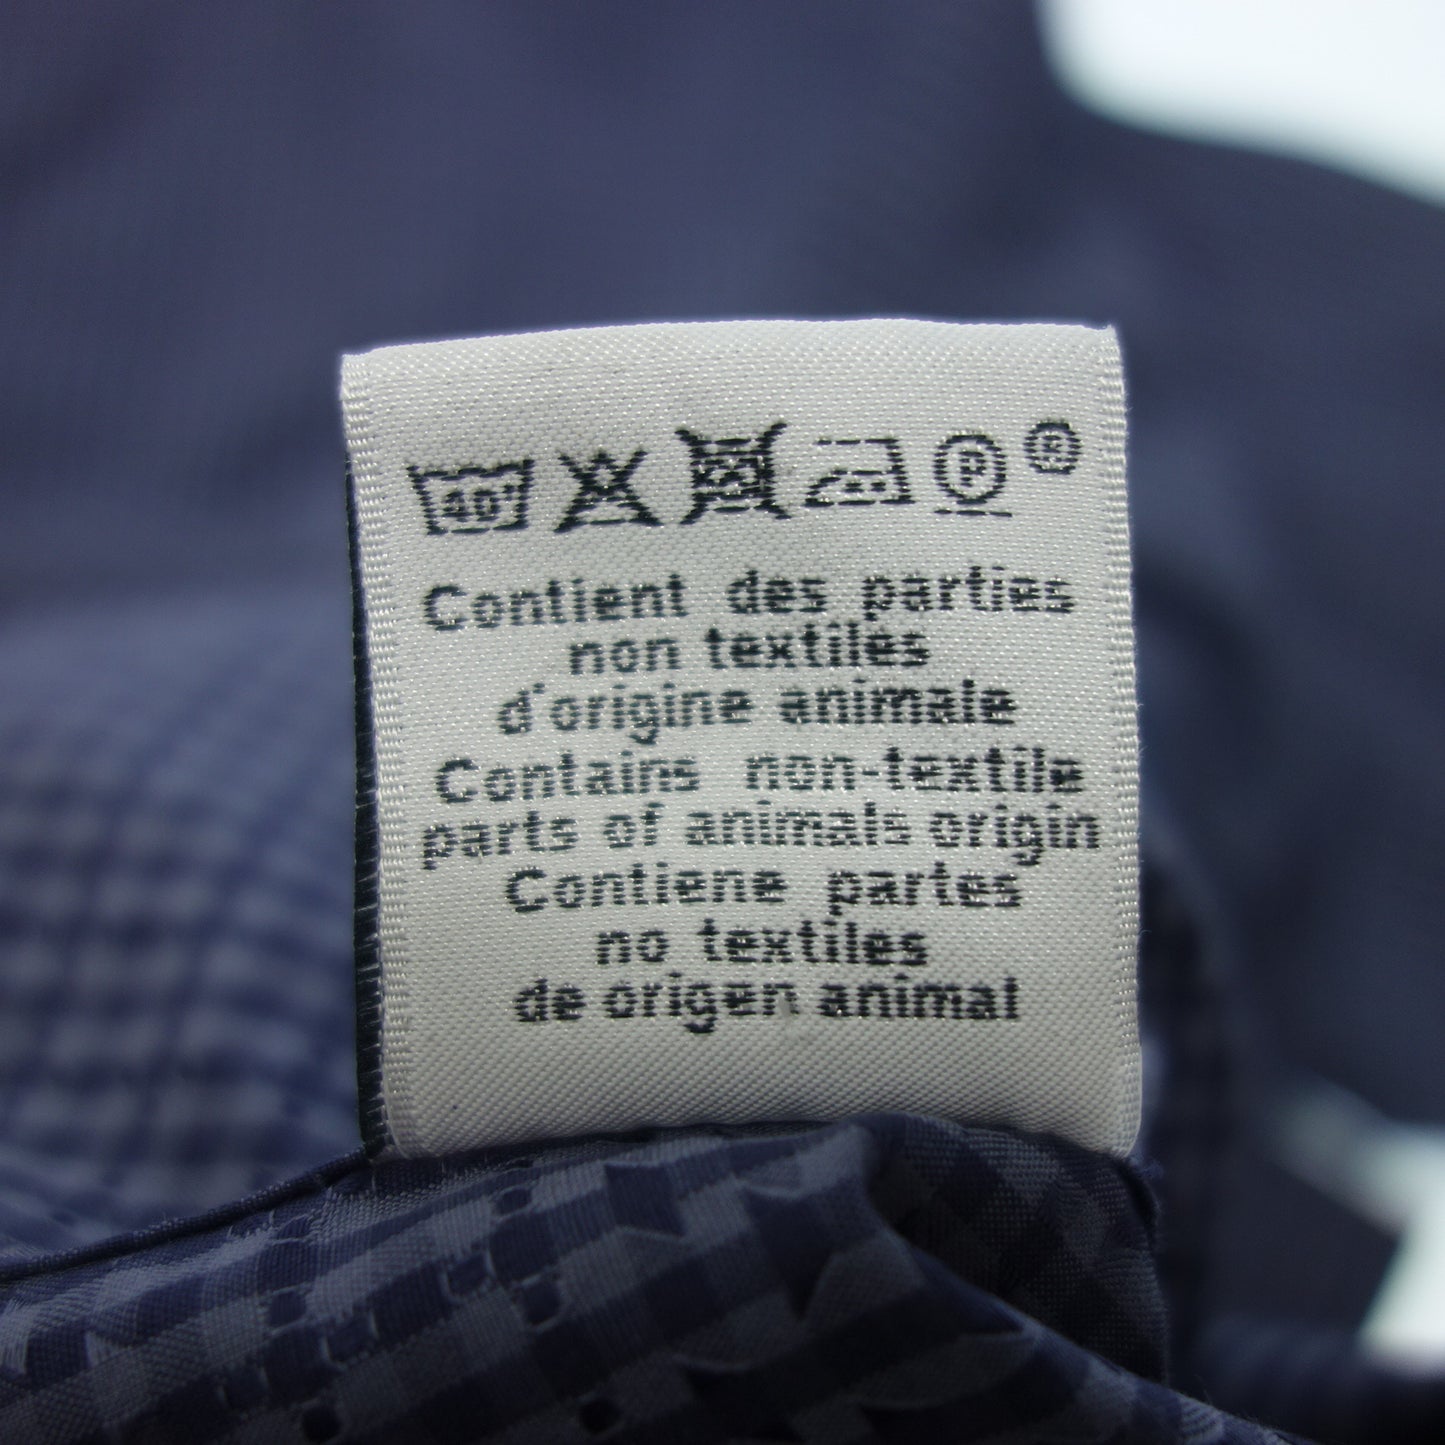 40° P ®
Contient des parties
non textiles
d'origine animale
Contains non-textile
parts of animals origin
Contiene partes
no textiles
de origen animal